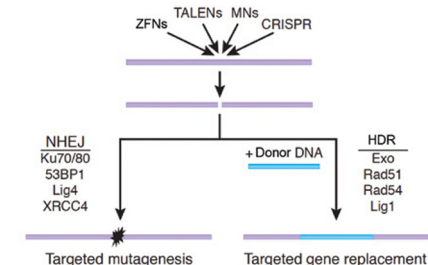 TALENs MNs
ZFNs CRISPR
NHEJ
Ku70/80
53BP1
Lig4
XRCC4
+ Donor DNA
HDR
Exo
Rad51
Rad54
Lig1
Targeted mutagenesis
Targeted gene replacement